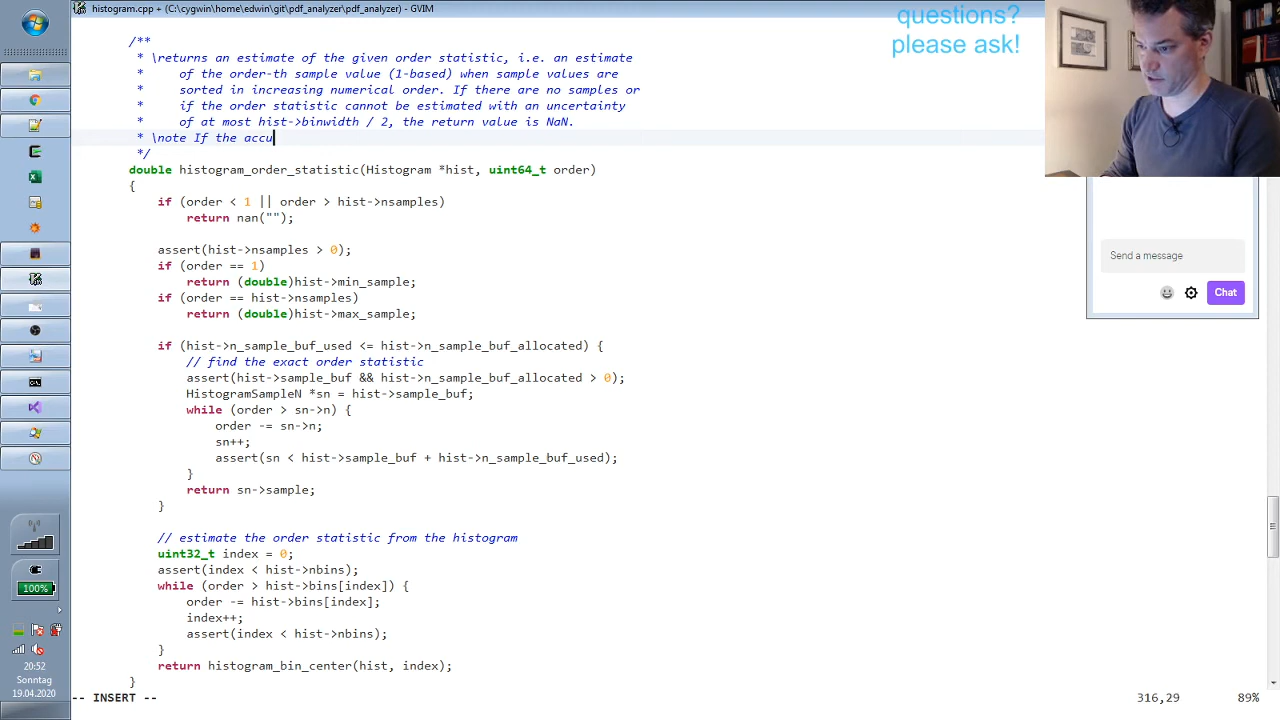 histogram.cpp + (C:\cygwin\home\edwin\git\pdf_analyzer\pdf_analyzer) - GVIM
questions?
please ask!
/**
 * \returns an estimate of the given order statistic, i.e. an estimate
 *     of the order-th sample value (1-based) when sample values are
 *     sorted in increasing numerical order. If there are no samples or
 *     if the order statistic cannot be estimated with an uncertainty
 *     of at most hist->binwidth / 2, the return value is NaN.
 * \note If the accu
 */
double histogram_order_statistic(Histogram *hist, uint64_t order)
{
    if (order < 1 || order > hist->nsamples)
        return nan("");
    assert(hist->nsamples > 0);
    if (order == 1)
        return (double)hist->min_sample;
    if (order == hist->nsamples)
        return (double)hist->max_sample;
    if (hist->n_sample_buf_used <= hist->n_sample_buf_allocated) {
        // find the exact order statistic
        assert(hist->sample_buf && hist->n_sample_buf_allocated > 0);
        HistogramSampleN *sn = hist->sample_buf;
        while (order > sn->n) {
            order -= sn->n;
            sn++;
            assert(sn < hist->sample_buf + hist->n_sample_buf_used);
        }
        return sn->sample;
    }
    // estimate the order statistic from the histogram
    uint32_t index = 0;
    assert(index < hist->nbins);
    while (order > hist->bins[index]) {
        order -= hist->bins[index];
        index++;
        assert(index < hist->nbins);
    }
    return histogram_bin_center(hist, index);
}
-- INSERT --
316,29
89%
Send a message
Chat
100%
20:52
Sonntag
19.04.2020